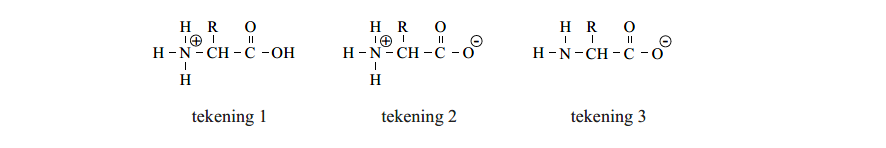 H R O H R O H R O
⊕ ‖ ⊕ ‖ ⊖ ‖ ⊖
H-N-CH-C-OH H-N-CH-C-O H-N-CH-C-O
H H
tekening 1 tekening 2 tekening 3